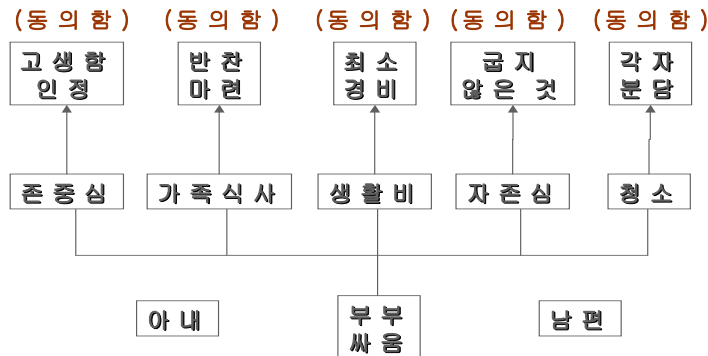 (동의함) (동의함) (동의함) (동의함) (동의함)
고생함 반찬 최소 굽지 각자
인정 마련 경비 않은 것 분담
존중심 가족식사 생활비 자존심 청소
아내 부부 남편
싸움